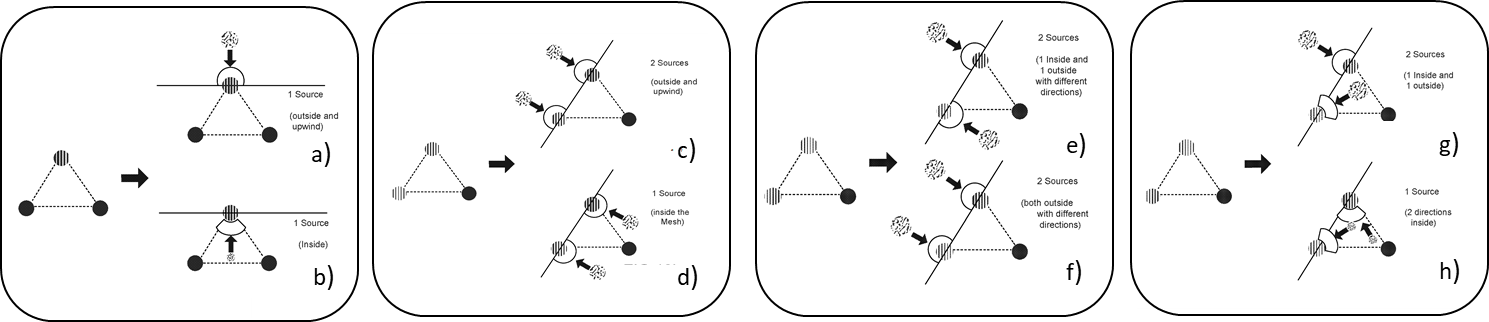 1 Source
(outside and
upwind)
a)
1 Source
(Inside)
b)
2 Sources
(outside and
upwind)
c)
1 Source
(inside the
Mesh)
d)
2 Sources
(1 Inside and
1 outside
with different
directions)
e)
2 Sources
(both outside
with different
directions)
f)
2 Sources
(1 Inside and
1 outside)
g)
1 Source
(2 directions
inside)
h)